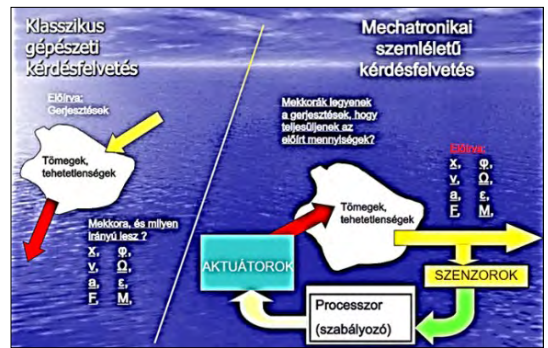 Klasszikus
gépészeti
kérdésfelvetés
Előírva:
Gerjesztések
Tömegek,
tehetetlenségek
Mekkora, és milyen
irányú lesz ?
x, φ,
v, Ω,
a, ε,
F, M,
Mechatronikai
szemléletű
kérdésfelvetés
Mekkorák legyenek
a gerjesztések, hogy
teljesüljenek az
előírt mennyiségek?
Előírva:
x, φ,
v, Ω,
a, ε,
F, M,
Tömegek,
tehetetlenségek
AKTUÁTOROK
SZENZOROK
Processzor
(szabályozó)